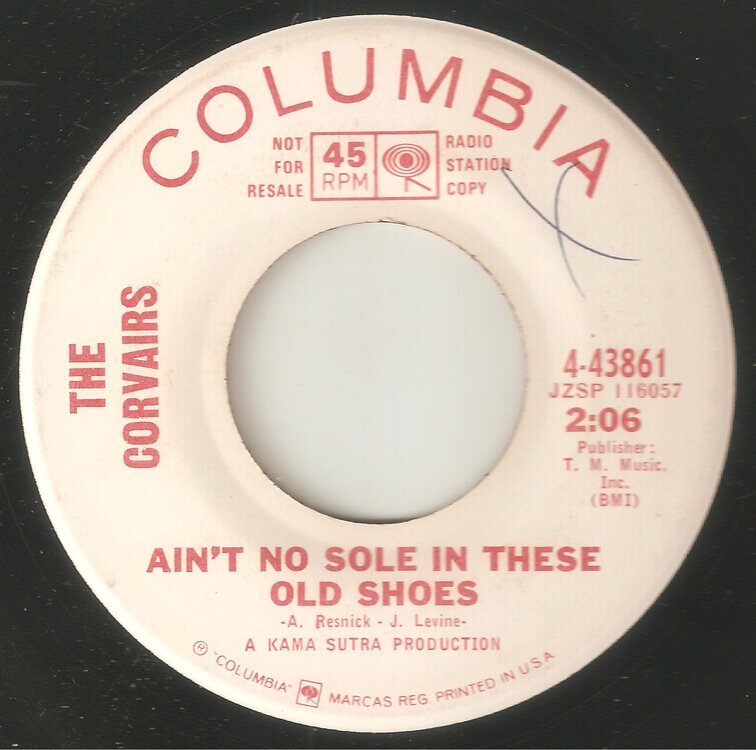 COLUMBIA
NOT
FOR
RESALE
45
RPM
RADIO
STATION
COPY
THE
CORVAIRS
4-43861
JZSP 116057
2:06
Publisher:
T. M. Music,
Inc.
(BMI)
AIN'T NO SOLE IN THESE
OLD SHOES
-A. Resnick - J. Levine-
A KAMA SUTRA PRODUCTION
Ⓡ "COLUMBIA" MARCAS REG. PRINTED IN U.S.A.